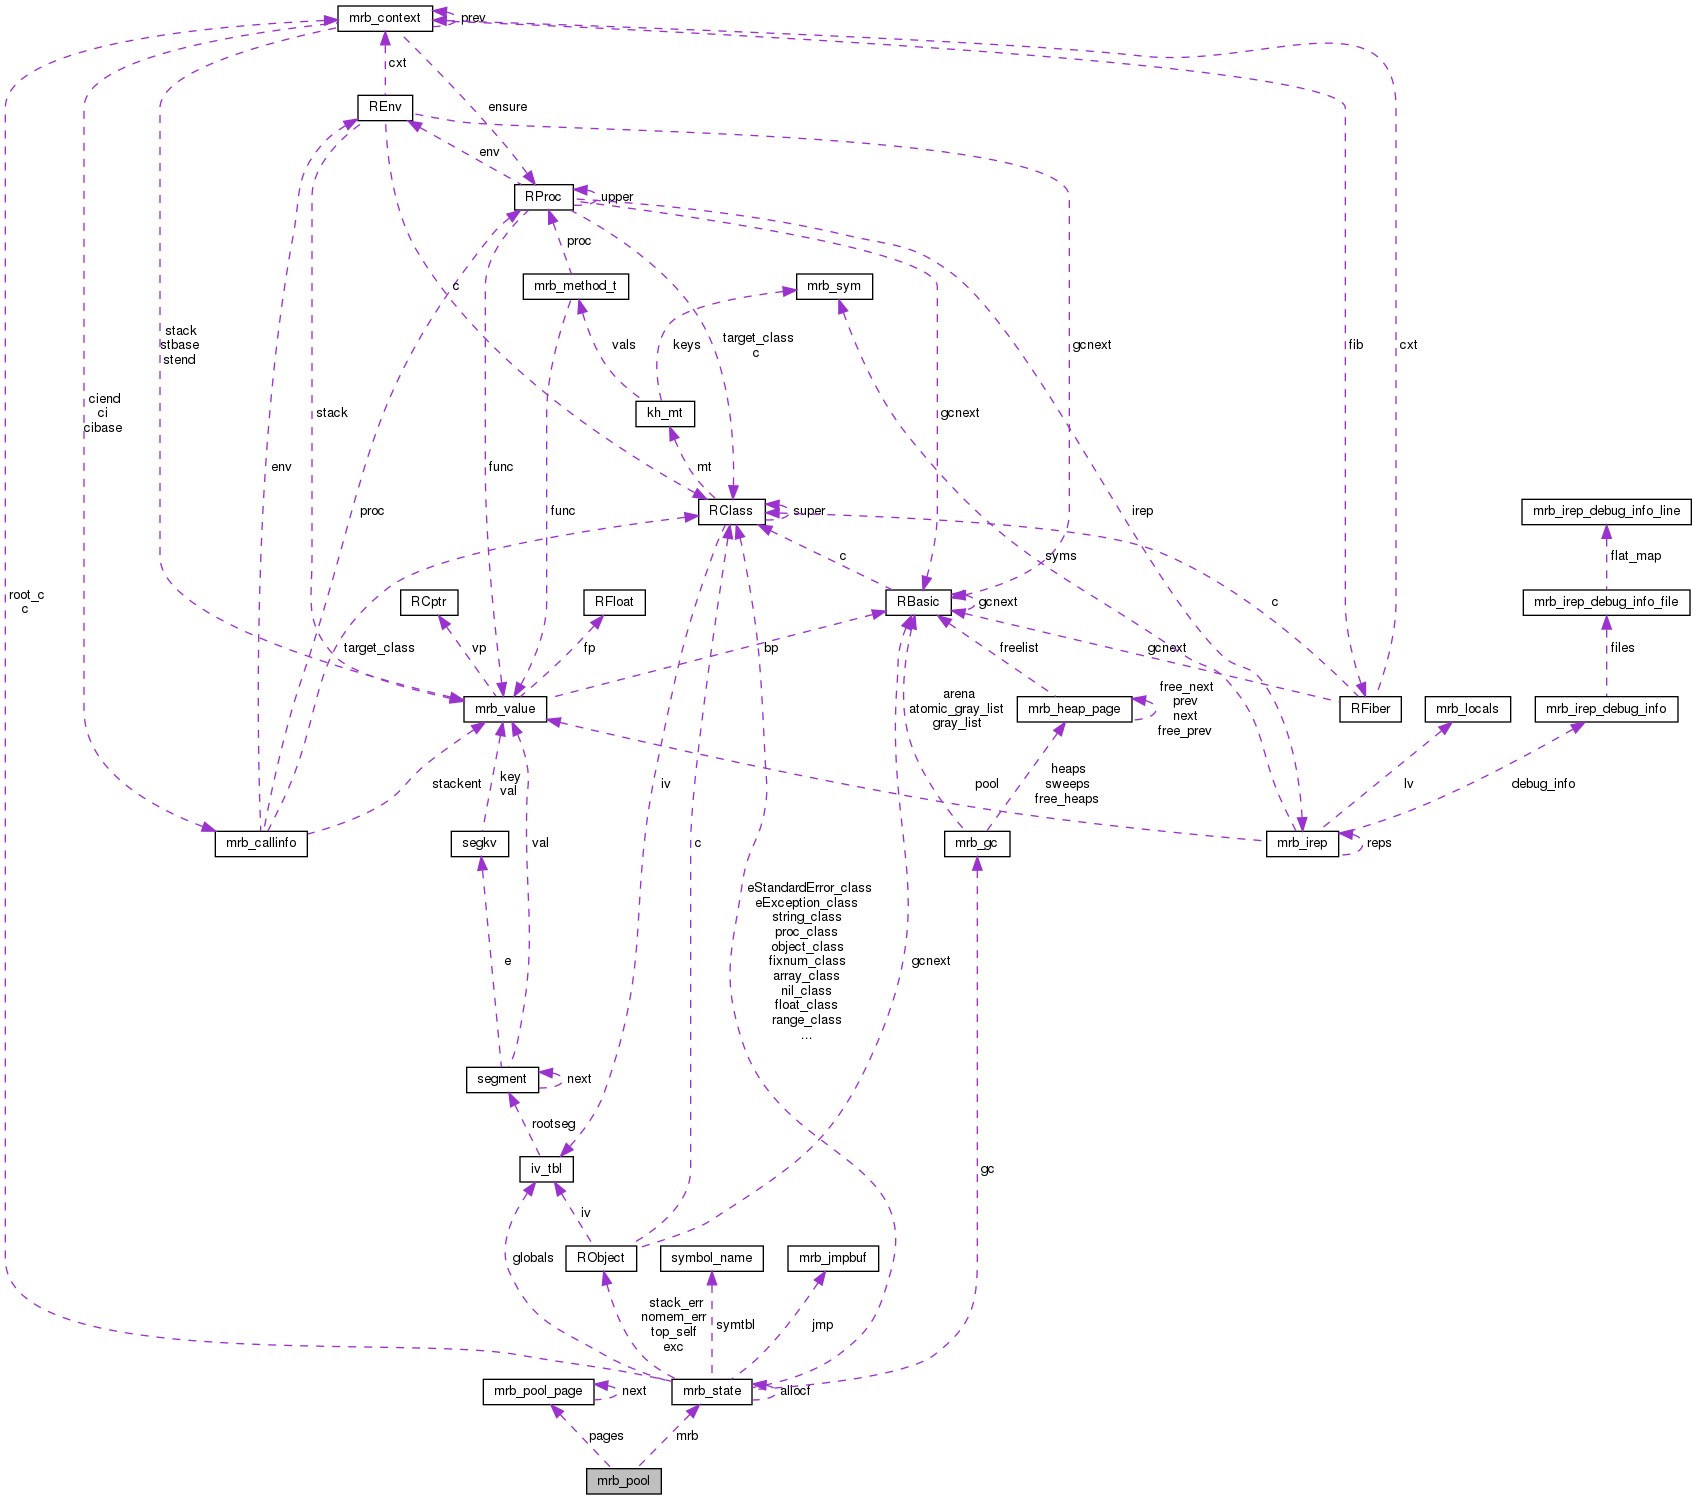 mrb_context
prev
cxt
REnv
ensure
env
RProc
upper
proc
mrb_method_t
mrb_sym
c
target_class
c
stack
stbase
stend
vals
keys
gcnext
fib
cxt
ciend
ci
cibase
stack
kh_mt
gcnext
env
func
mt
proc
func
RClass
super
irep
mrb_irep_debug_info_line
c
syms
flat_map
root_c
c
RCptr
RFloat
RBasic
gcnext
c
mrb_irep_debug_info_file
target_class
vp
fp
bp
freelist
gcnext
files
mrb_value
arena
atomic_gray_list
gray_list
mrb_heap_page
free_next
prev
next
free_prev
RFiber
mrb_locals
mrb_irep_debug_info
stackent
key
val
iv
pool
heaps
sweeps
free_heaps
lv
debug_info
mrb_callinfo
segkv
val
c
mrb_gc
mrb_irep
reps
eStandardError_class
eException_class
string_class
proc_class
object_class
fixnum_class
array_class
nil_class
float_class
range_class
...
e
gcnext
segment
next
rootseg
iv_tbl
gc
iv
globals
RObject
symbol_name
mrb_jmpbuf
stack_err
nomem_err
top_self
exc
symtbl
jmp
mrb_pool_page
next
mrb_state
allocf
pages
mrb
mrb_pool